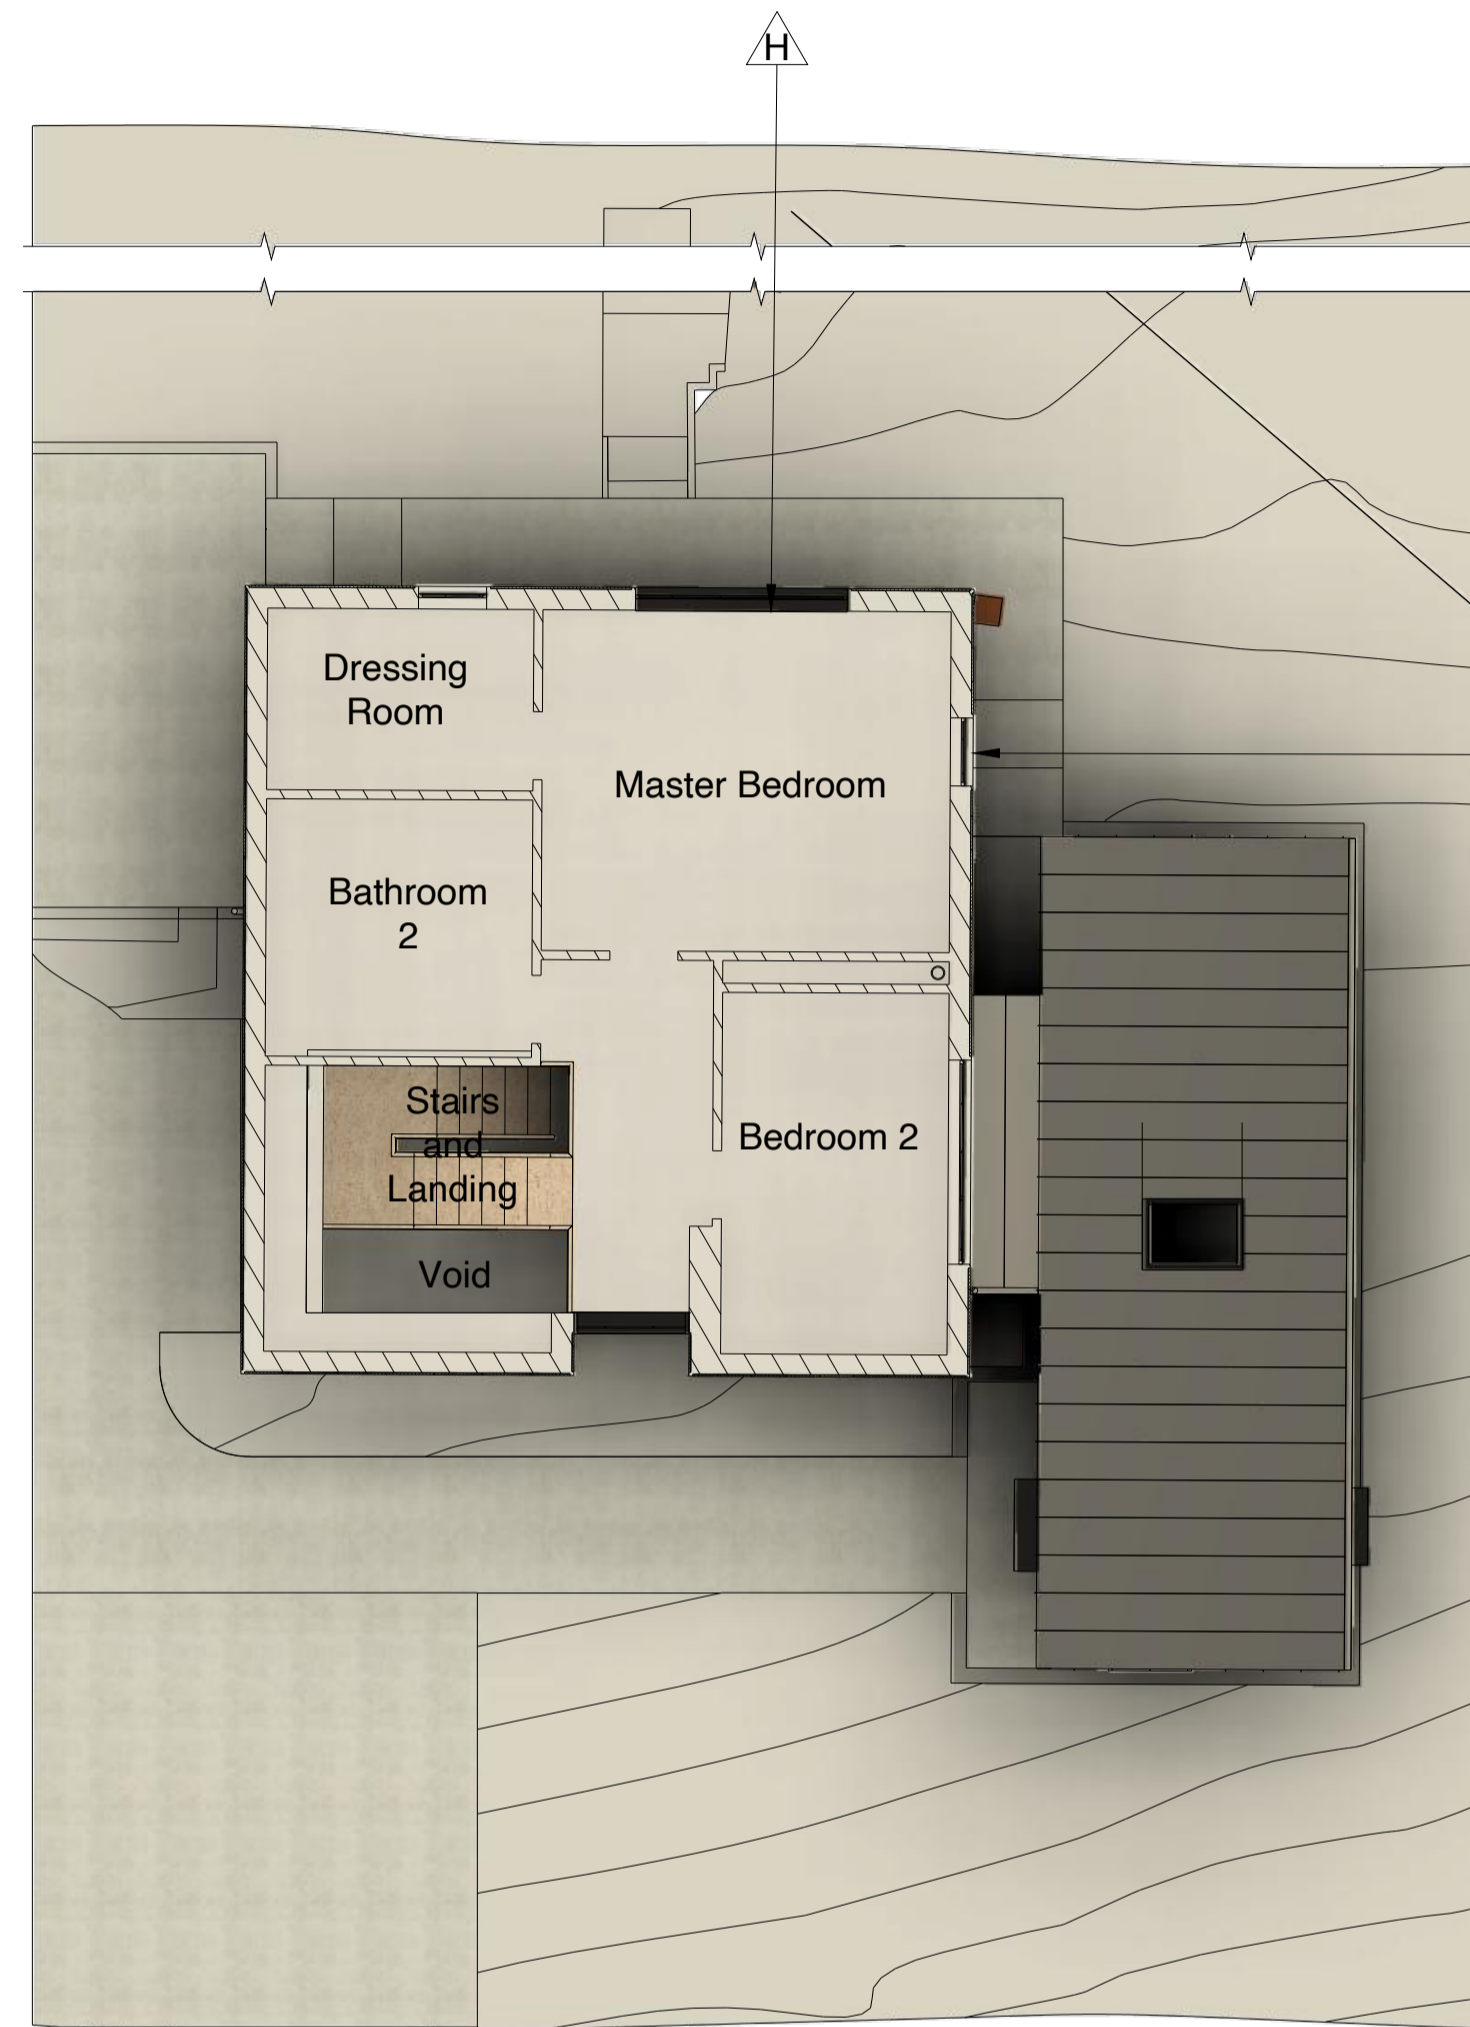 H
Dressing
Room
Master Bedroom
Bathroom
2
Stairs
and
Landing
Bedroom 2
Void